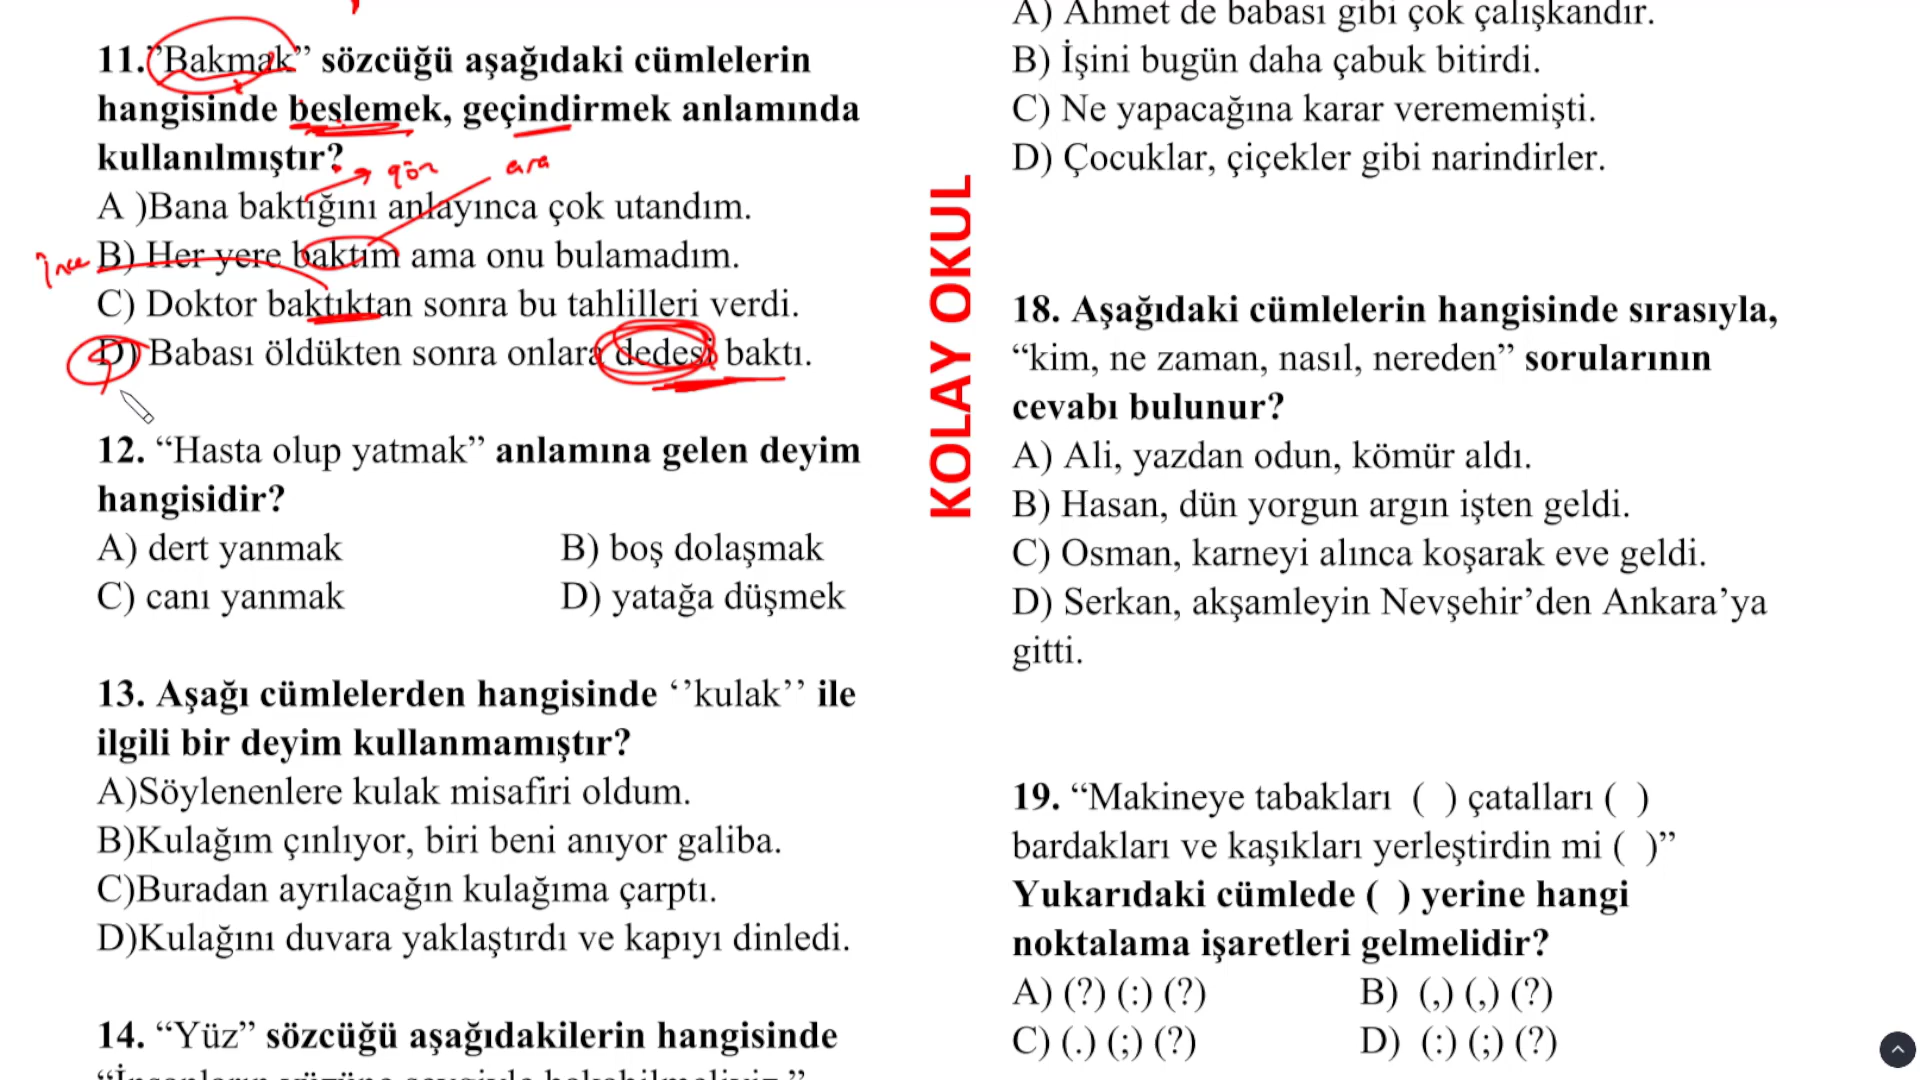 11.”Bakmak” sözcüğü aşağıdaki cümlelerin
hangisinde beslemek, geçindirmek anlamında
kullanılmıştır?
gör
ara
A )Bana baktığını anlayınca çok utandım.
B) Her yere baktım ama onu bulamadım.
ince
C) Doktor baktıktan sonra bu tahlilleri verdi.
D) Babası öldükten sonra onlara dedesi baktı.
12. “Hasta olup yatmak” anlamına gelen deyim
hangisidir?
A) dert yanmak B) boş dolaşmak
C) canı yanmak D) yatağa düşmek
13. Aşağı cümlelerden hangisinde ‘’kulak’’ ile
ilgili bir deyim kullanmamıştır?
A)Söylenenlere kulak misafiri oldum.
B)Kulağım çınlıyor, biri beni anıyor galiba.
C)Buradan ayrılacağın kulağıma çarptı.
D)Kulağını duvara yaklaştırdı ve kapıyı dinledi.
14. “Yüz” sözcüğü aşağıdakilerin hangisinde
KOLAY OKUL
A) Ahmet de babası gibi çok çalışkandır.
B) İşini bugün daha çabuk bitirdi.
C) Ne yapacağına karar verememişti.
D) Çocuklar, çiçekler gibi narindirler.
18. Aşağıdaki cümlelerin hangisinde sırasıyla,
“kim, ne zaman, nasıl, nereden” sorularının
cevabı bulunur?
A) Ali, yazdan odun, kömür aldı.
B) Hasan, dün yorgun argın işten geldi.
C) Osman, karneyi alınca koşarak eve geldi.
D) Serkan, akşamleyin Nevşehir’den Ankara’ya
gitti.
19. “Makineye tabakları ( ) çatalları ( )
bardakları ve kaşıkları yerleştirdin mi ( )”
Yukarıdaki cümlede ( ) yerine hangi
noktalama işaretleri gelmelidir?
A) (?) (:) (?) B) (,) (,) (?)
C) (.) (;) (?) D) (:) (;) (?)